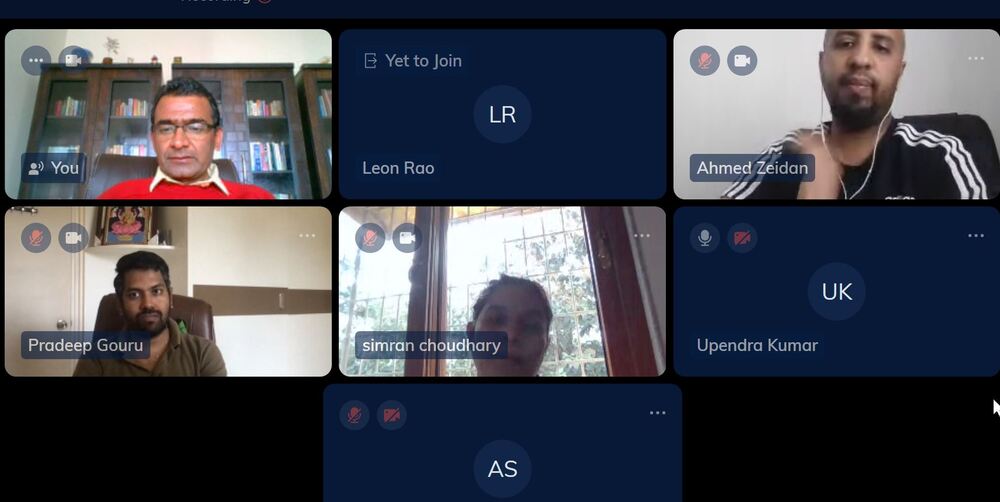 Recording
You
Yet to Join
LR
Leon Rao
Ahmed Zeidan
Pradeep Gouru
simran choudhary
UK
Upendra Kumar
AS